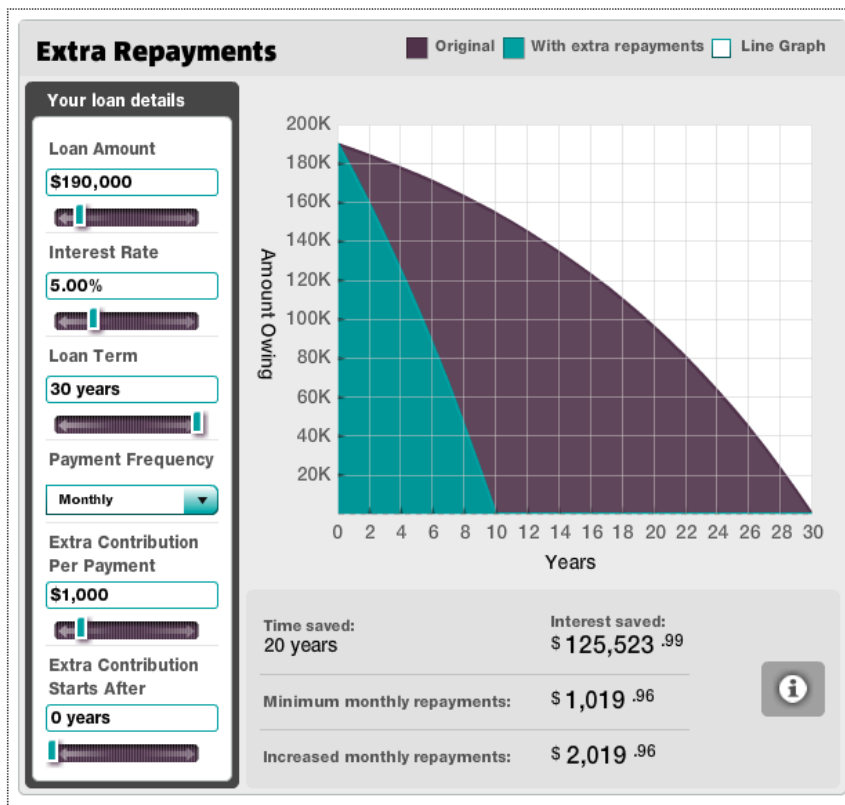 Extra Repayments
Original
With extra repayments
Line Graph
Your loan details
Loan Amount
$190,000
Interest Rate
5.00%
Loan Term
30 years
Payment Frequency
Monthly
Extra Contribution
Per Payment
$1,000
Extra Contribution
Starts After
0 years
200K
180K
160K
140K
120K
100K
80K
60K
40K
20K
Amount Owing
0 2 4 6 8 10 12 14 16 18 20 22 24 26 28 30
Years
Time saved:
20 years
Interest saved:
$ 125,523 .99
Minimum monthly repayments: $ 1,019 .96
Increased monthly repayments: $ 2,019 .96
i